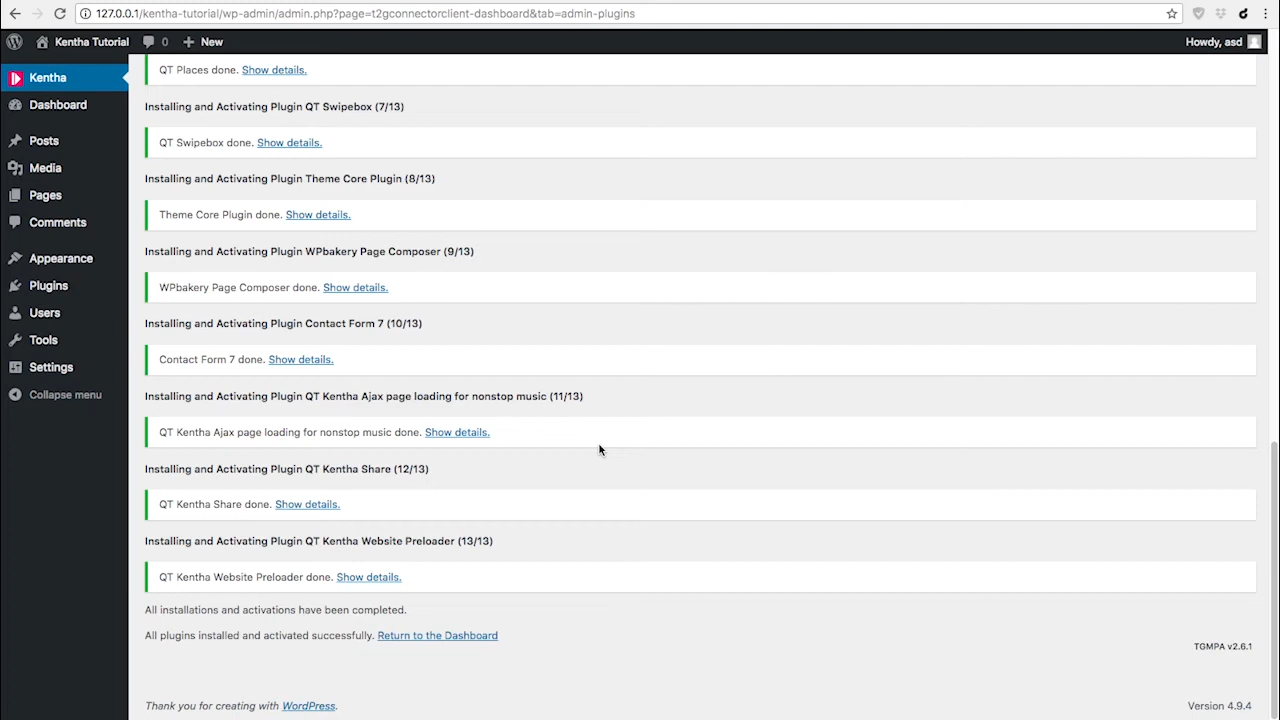 127.0.0.1/kentha-tutorial/wp-admin/admin.php?page=t2gconnectorclient-dashboard&tab=admin-plugins
Kentha Tutorial 0 New Howdy, asd
Kentha
Dashboard
Posts
Media
Pages
Comments
Appearance
Plugins
Users
Tools
Settings
Collapse menu
QT Places done. Show details.
Installing and Activating Plugin QT Swipebox (7/13)
QT Swipebox done. Show details.
Installing and Activating Plugin Theme Core Plugin (8/13)
Theme Core Plugin done. Show details.
Installing and Activating Plugin WPbakery Page Composer (9/13)
WPbakery Page Composer done. Show details.
Installing and Activating Plugin Contact Form 7 (10/13)
Contact Form 7 done. Show details.
Installing and Activating Plugin QT Kentha Ajax page loading for nonstop music (11/13)
QT Kentha Ajax page loading for nonstop music done. Show details.
Installing and Activating Plugin QT Kentha Share (12/13)
QT Kentha Share done. Show details.
Installing and Activating Plugin QT Kentha Website Preloader (13/13)
QT Kentha Website Preloader done. Show details.
All installations and activations have been completed.
All plugins installed and activated successfully. Return to the Dashboard
TGMPA v2.6.1
Thank you for creating with WordPress. Version 4.9.4